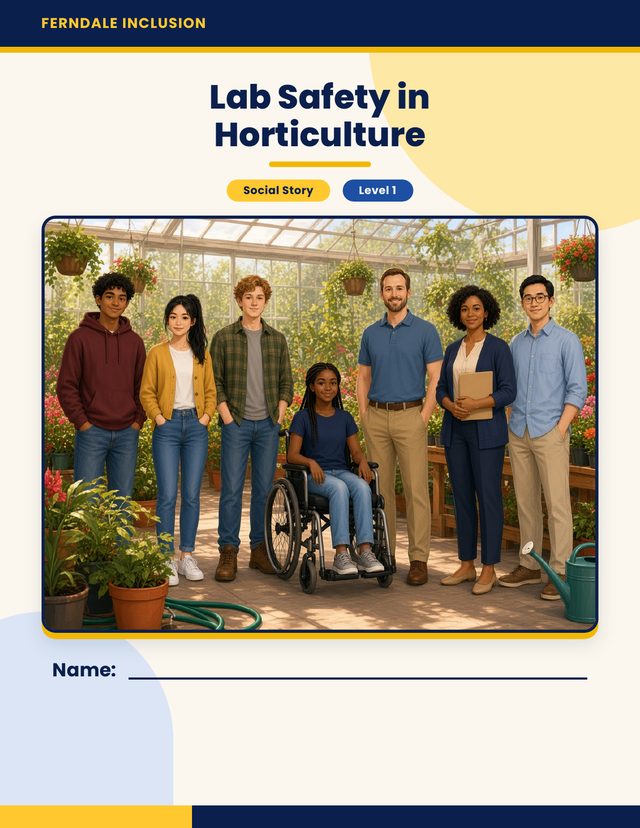 FERNDALE INCLUSION
Lab Safety in
Horticulture
Social Story
Level 1
Name: